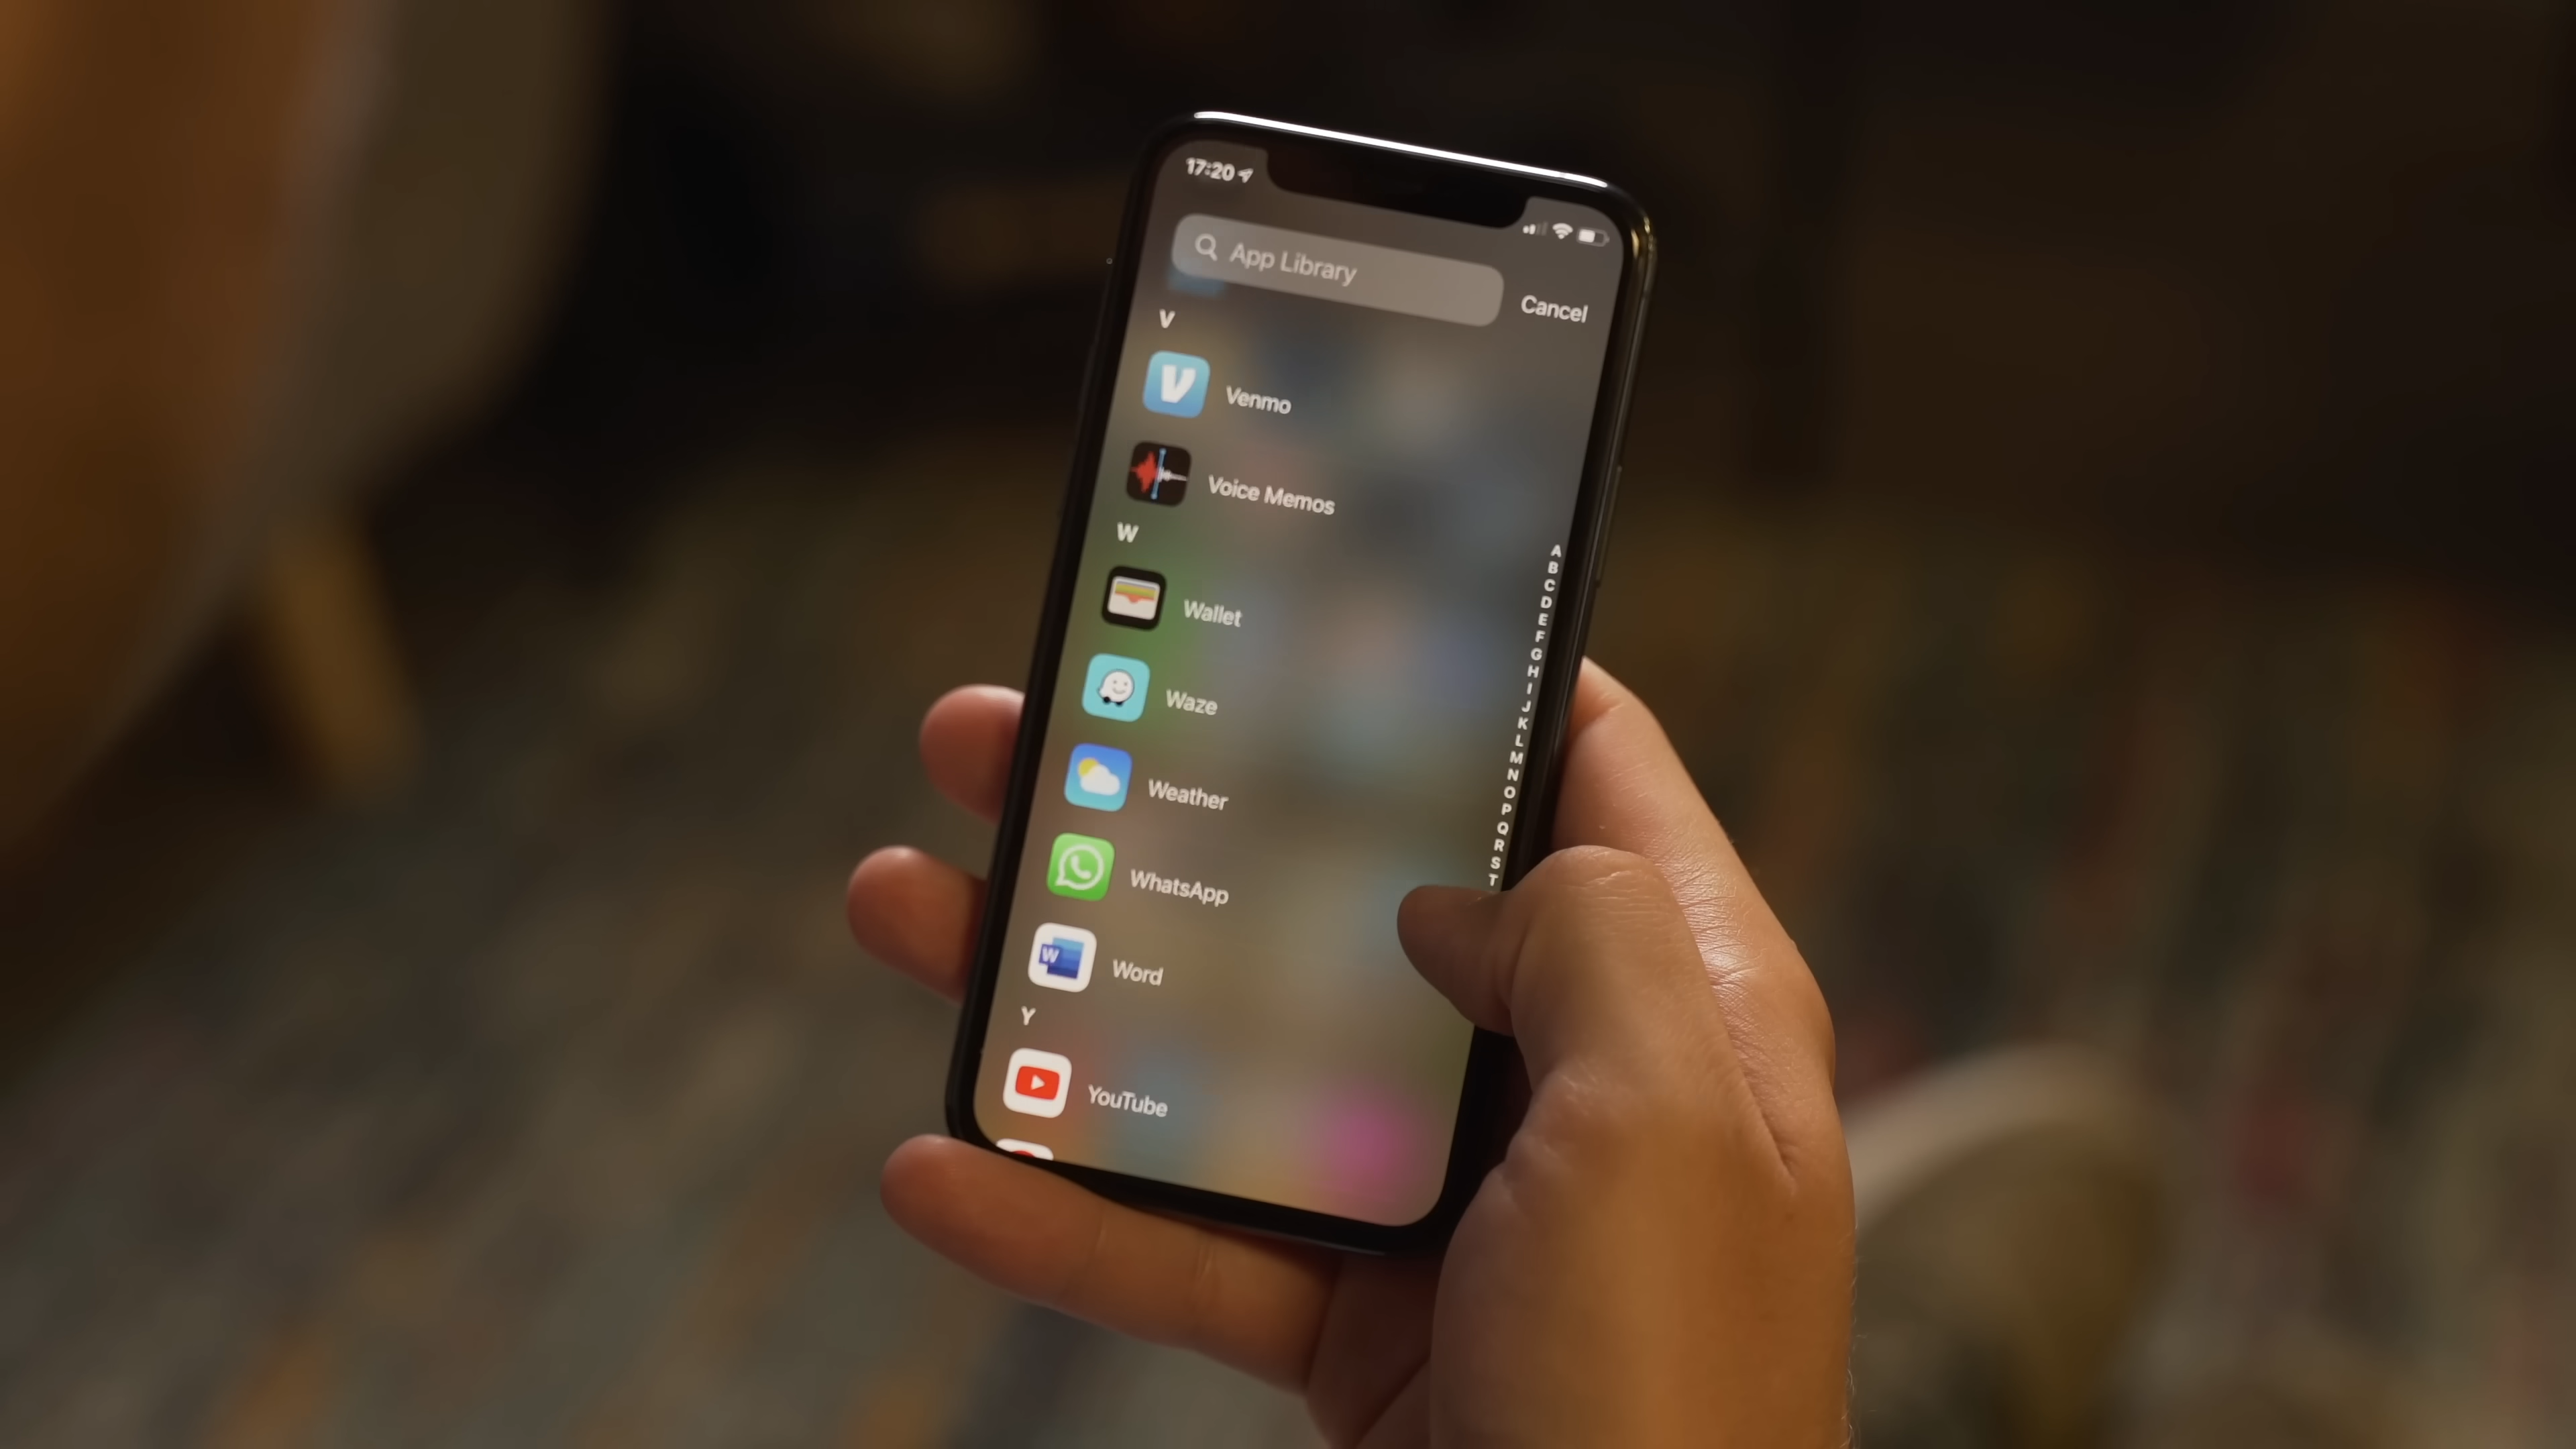 17:20
App Library
Cancel
V
Venmo
Voice Memos
W
Wallet
Waze
Weather
WhatsApp
W
Word
Y
YouTube
A
B
C
D
E
F
G
H
I
J
K
L
M
N
O
P
Q
R
S
T